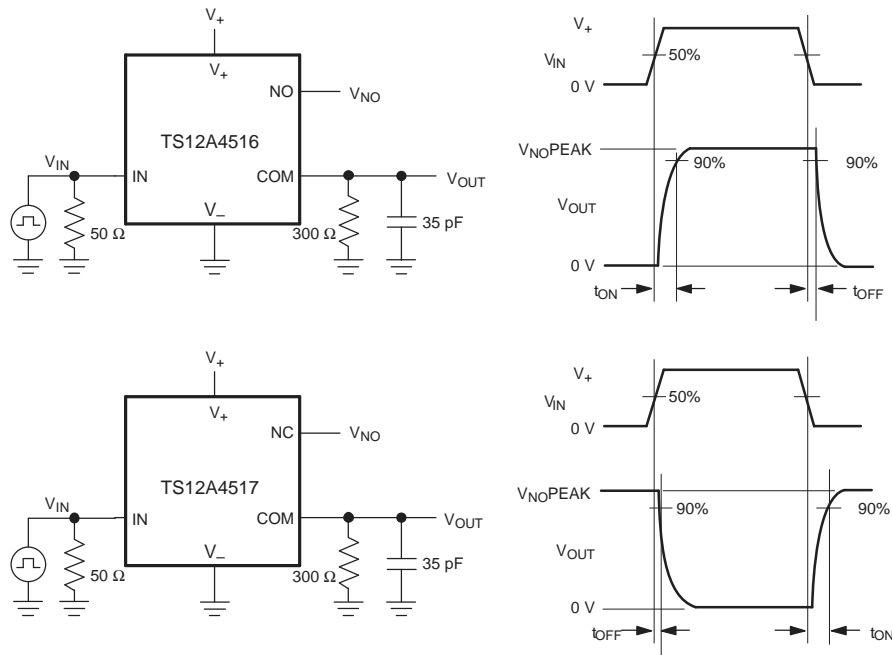 V+
V+
NO
VNO
TS12A4516
VIN
IN
COM
VOUT
V–
50 Ω
300 Ω
35 pF
V+
VIN
50%
0 V
VNOPEAK
90%
90%
VOUT
0 V
tON
tOFF
V+
V+
NC
VNO
TS12A4517
VIN
IN
COM
VOUT
V–
50 Ω
300 Ω
35 pF
V+
VIN
50%
0 V
VNOPEAK
90%
90%
VOUT
0 V
tOFF
tON